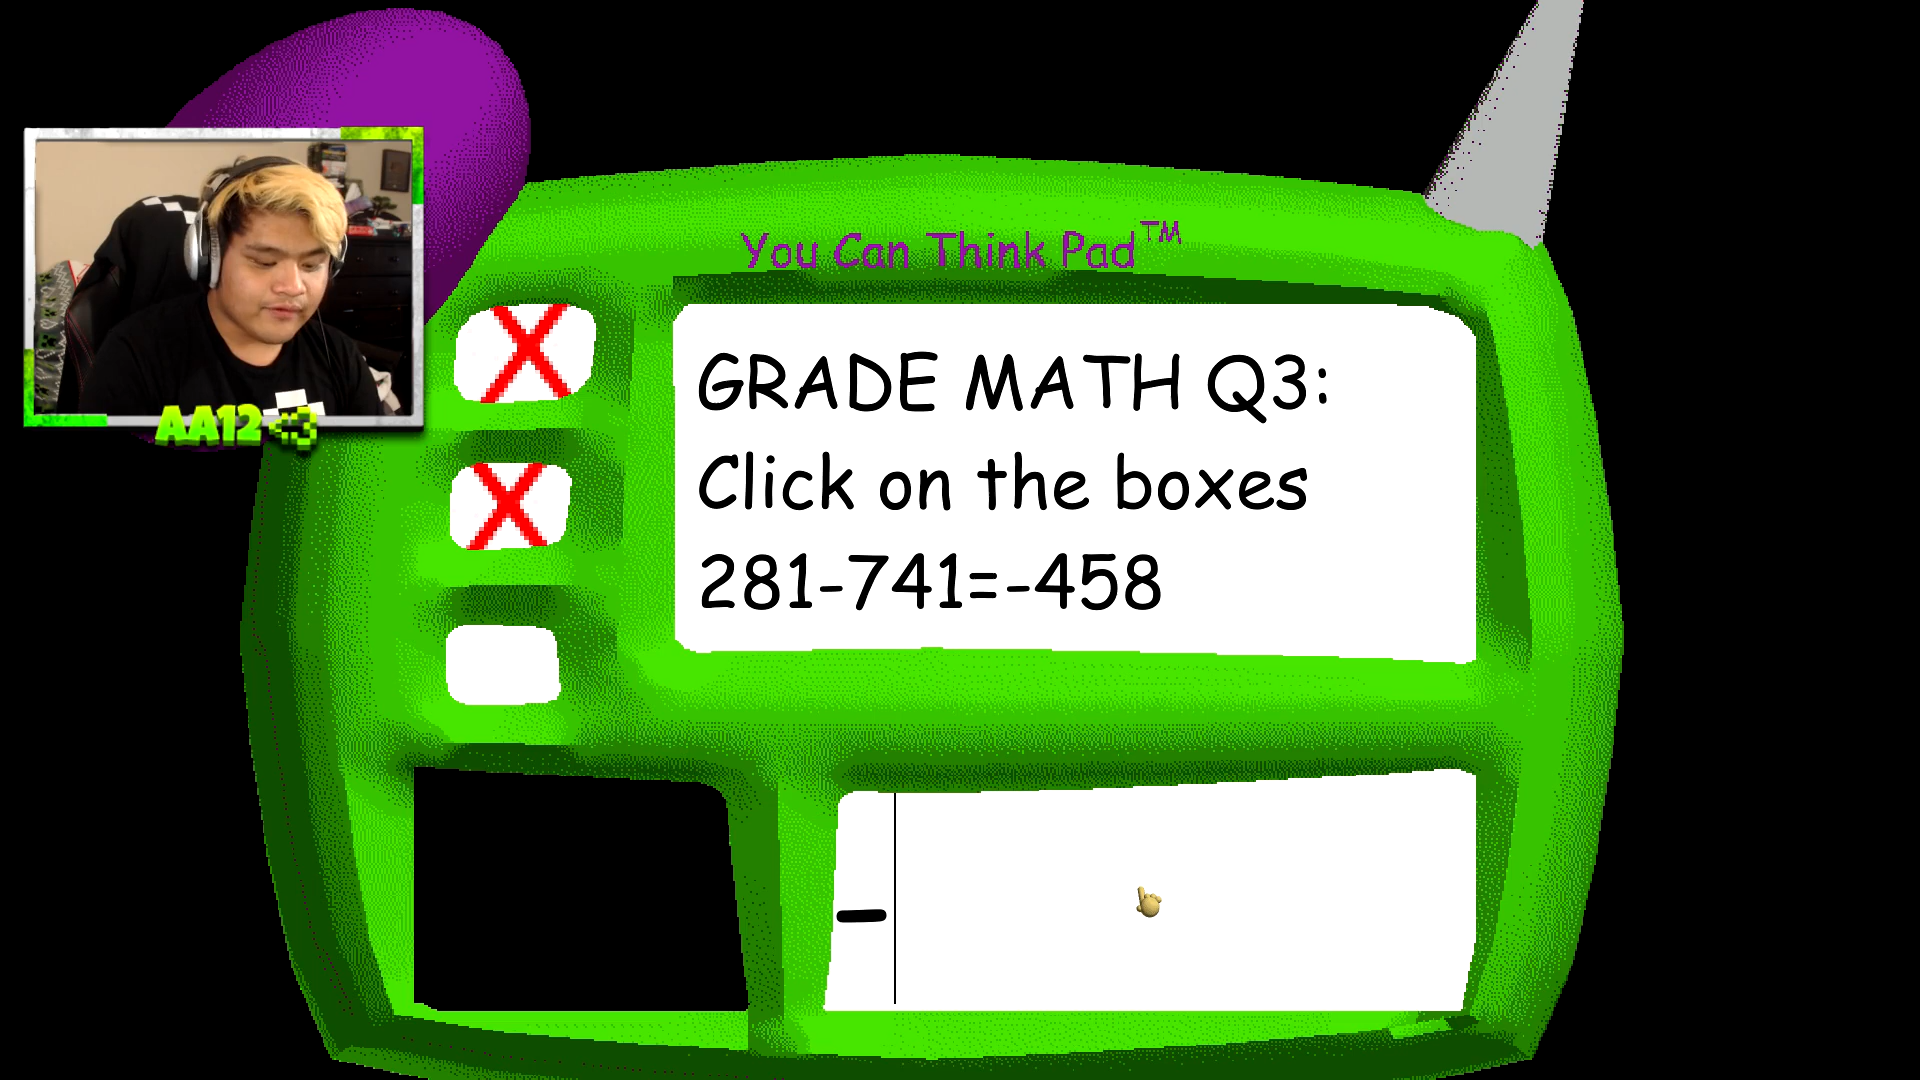 You Can Think Pad™
GRADE MATH Q3:
Click on the boxes
281-741=-458
AA12
-